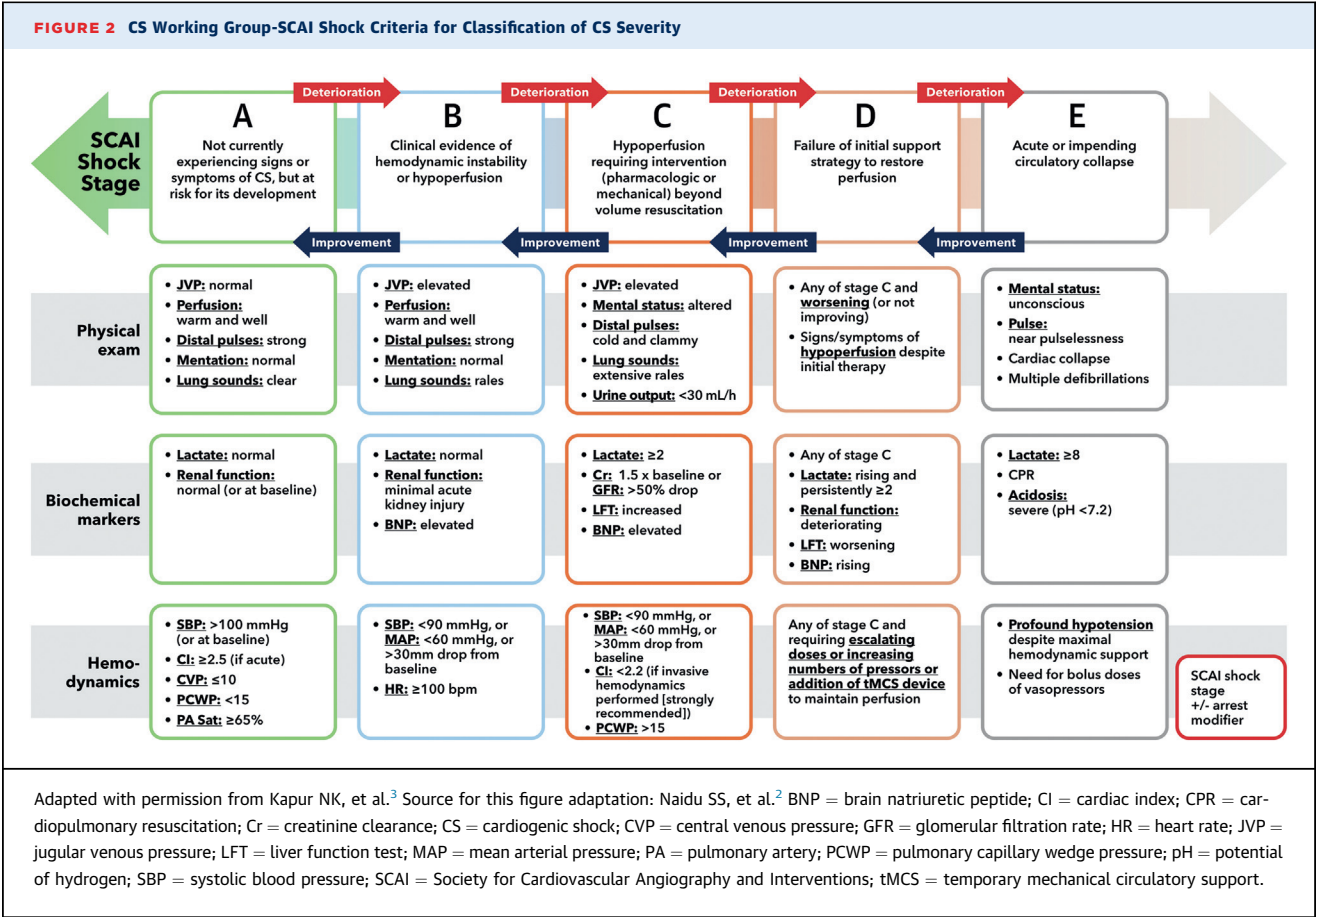 FIGURE 2 CS Working Group-SCAI Shock Criteria for Classification of CS Severity
Deterioration
Deterioration
Deterioration
Deterioration
SCAI
Shock
Stage
A
Not currently
experiencing signs or
symptoms of CS, but at
risk for its development
B
Clinical evidence of
hemodynamic instability
or hypoperfusion
C
Hypoperfusion
requiring intervention
(pharmacologic or
mechanical) beyond
volume resuscitation
D
Failure of initial support
strategy to restore
perfusion
E
Acute or impending
circulatory collapse
Improvement
Improvement
Improvement
Improvement
Physical
exam
• JVP: normal
• Perfusion:
warm and well
• Distal pulses: strong
• Mentation: normal
• Lung sounds: clear
• JVP: elevated
• Perfusion:
warm and well
• Distal pulses: strong
• Mentation: normal
• Lung sounds: rales
• JVP: elevated
• Mental status: altered
• Distal pulses:
cold and clammy
• Lung sounds:
extensive rales
• Urine output: <30 mL/h
• Any of stage C and
worsening (or not
improving)
• Signs/symptoms of
hypoperfusion despite
initial therapy
• Mental status:
unconscious
• Pulse:
near pulselessness
• Cardiac collapse
• Multiple defibrillations
Biochemical
markers
• Lactate: normal
• Renal function:
normal (or at baseline)
• Lactate: normal
• Renal function:
minimal acute
kidney injury
• BNP: elevated
• Lactate: ≥2
• Cr: 1.5 x baseline or
GFR: >50% drop
• LFT: increased
• BNP: elevated
• Any of stage C
• Lactate: rising and
persistently ≥2
• Renal function:
deteriorating
• LFT: worsening
• BNP: rising
• Lactate: ≥8
• CPR
• Acidosis:
severe (pH <7.2)
Hemo-
dynamics
• SBP: >100 mmHg
(or at baseline)
• CI: ≥2.5 (if acute)
• CVP: ≤10
• PCWP: <15
• PA Sat: ≥65%
• SBP: <90 mmHg, or
MAP: <60 mmHg, or
>30mm drop from
baseline
• HR: ≥100 bpm
• SBP: <90 mmHg, or
MAP: <60 mmHg, or
>30mm drop from
baseline
• CI: <2.2 (if invasive
hemodynamics
performed [strongly
recommended])
• PCWP: >15
Any of stage C and
requiring escalating
doses or increasing
numbers of pressors or
addition of tMCS device
to maintain perfusion
• Profound hypotension
despite maximal
hemodynamic support
• Need for bolus doses
of vasopressors
SCAI shock
stage
+/- arrest
modifier
Adapted with permission from Kapur NK, et al.3 Source for this figure adaptation: Naidu SS, et al.2 BNP = brain natriuretic peptide; CI = cardiac index; CPR = car-
diopulmonary resuscitation; Cr = creatinine clearance; CS = cardiogenic shock; CVP = central venous pressure; GFR = glomerular filtration rate; HR = heart rate; JVP =
jugular venous pressure; LFT = liver function test; MAP = mean arterial pressure; PA = pulmonary artery; PCWP = pulmonary capillary wedge pressure; pH = potential
of hydrogen; SBP = systolic blood pressure; SCAI = Society for Cardiovascular Angiography and Interventions; tMCS = temporary mechanical circulatory support.